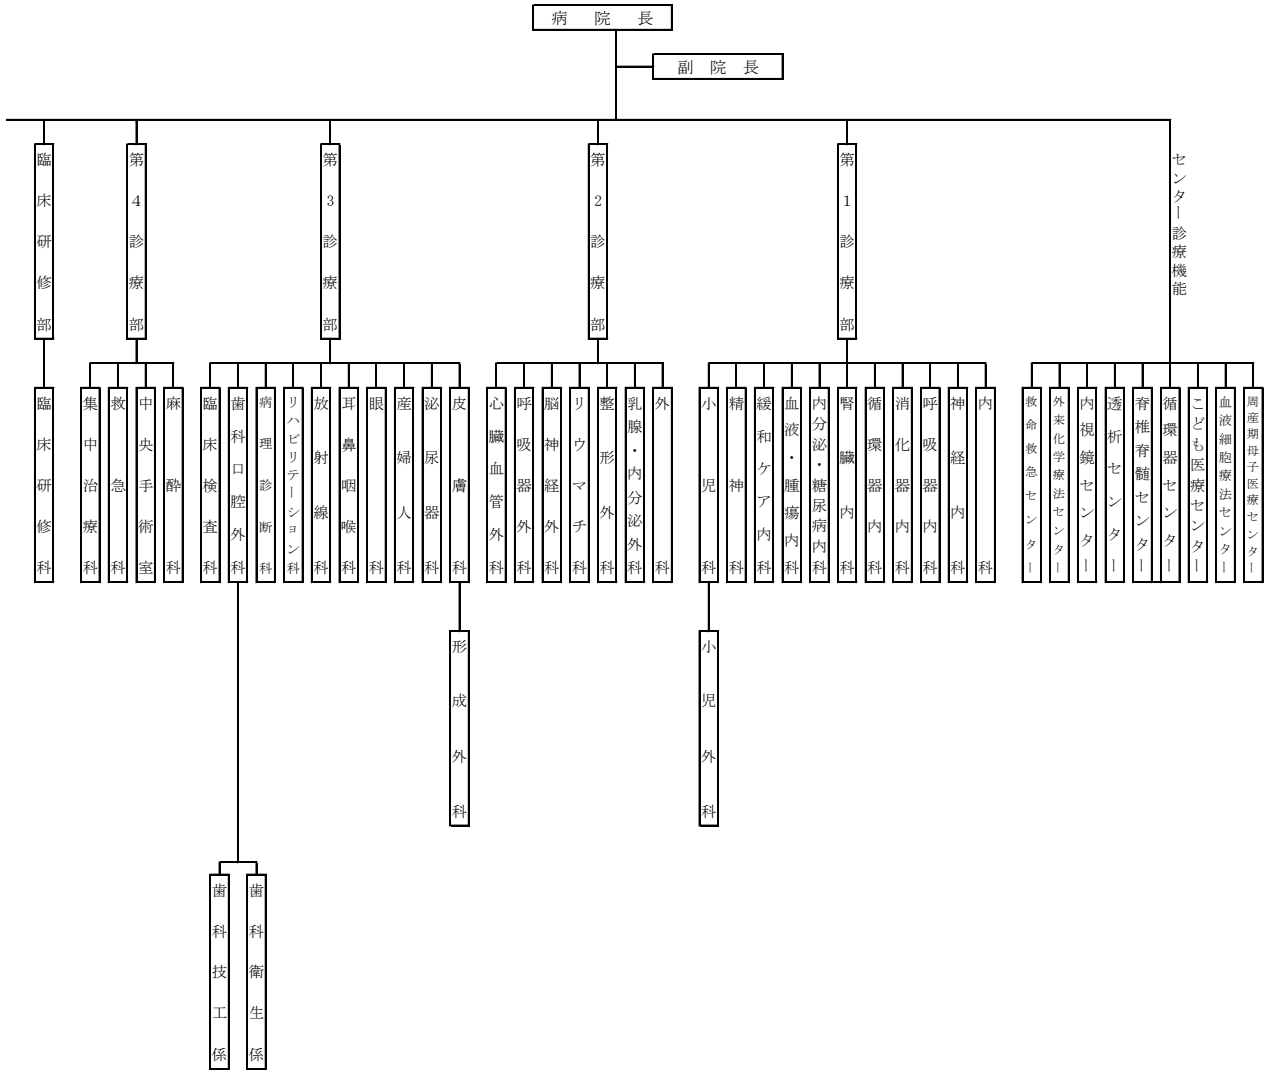 病院長
副院長
センター診療機能
第1診療部
第2診療部
第3診療部
第4診療部
臨床研修部
周産期母子医療センター
血液細胞療法センター
こども医療センター
循環器センター
脊椎脊髄センター
透析センター
内視鏡センター
外来化学療法センター
救命救急センター
内科
神経内科
呼吸器内科
消化器内科
循環器内科
腎臓内科
内分泌・糖尿病内科
血液・腫瘍内科
緩和ケア内科
精神科
小児科
外科
乳腺・内分泌外科
整形外科
リウマチ科
脳神経外科
呼吸器外科
心臓血管外科
皮膚科
泌尿器科
産婦人科
眼科
耳鼻咽喉科
放射線科
リハビリテーション科
病理診断科
歯科口腔外科
臨床検査科
麻酔科
中央手術室
救急科
集中治療科
臨床研修科
小児外科
形成外科
歯科衛生係
歯科技工係